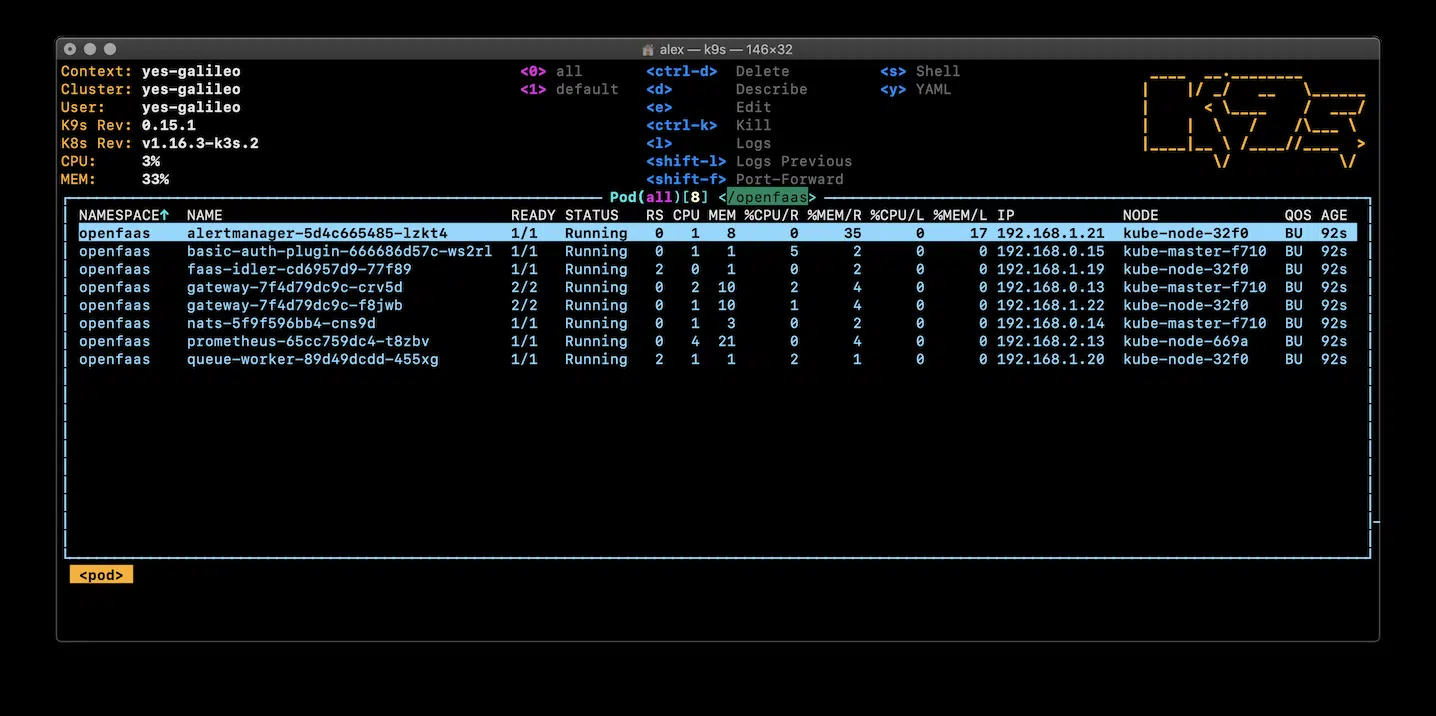 alex — k9s — 146×32
Context: yes-galileo <0> all <ctrl-d> Delete <s> Shell
Cluster: yes-galileo <1> default <d> Describe <y> YAML
User: yes-galileo <e> Edit
K9s Rev: 0.15.1 <ctrl-k> Kill
K8s Rev: v1.16.3-k3s.2 <l> Logs
CPU: 3% <shift-l> Logs Previous
MEM: 33% <shift-f> Port-Forward
K9s
Pod(all)[8] </openfaas>
NAMESPACE↑ NAME READY STATUS RS CPU MEM %CPU/R %MEM/R %CPU/L %MEM/L IP NODE QOS AGE
openfaas alertmanager-5d4c665485-lzkt4 1/1 Running 0 1 8 0 35 0 17 192.168.1.21 kube-node-32f0 BU 92s
openfaas basic-auth-plugin-666686d57c-ws2rl 1/1 Running 0 1 1 5 2 0 0 192.168.0.15 kube-master-f710 BU 92s
openfaas faas-idler-cd6957d9-77f89 1/1 Running 2 0 1 0 2 0 0 192.168.1.19 kube-node-32f0 BU 92s
openfaas gateway-7f4d79dc9c-crv5d 2/2 Running 0 2 10 2 4 0 0 192.168.0.13 kube-master-f710 BU 92s
openfaas gateway-7f4d79dc9c-f8jwb 2/2 Running 0 1 10 1 4 0 0 192.168.1.22 kube-node-32f0 BU 92s
openfaas nats-5f9f596bb4-cns9d 1/1 Running 0 1 3 0 2 0 0 192.168.0.14 kube-master-f710 BU 92s
openfaas prometheus-65cc759dc4-t8zbv 1/1 Running 0 4 21 0 4 0 0 192.168.2.13 kube-node-669a BU 92s
openfaas queue-worker-89d49dcdd-455xg 1/1 Running 2 1 1 2 1 0 0 192.168.1.20 kube-node-32f0 BU 92s
<pod>